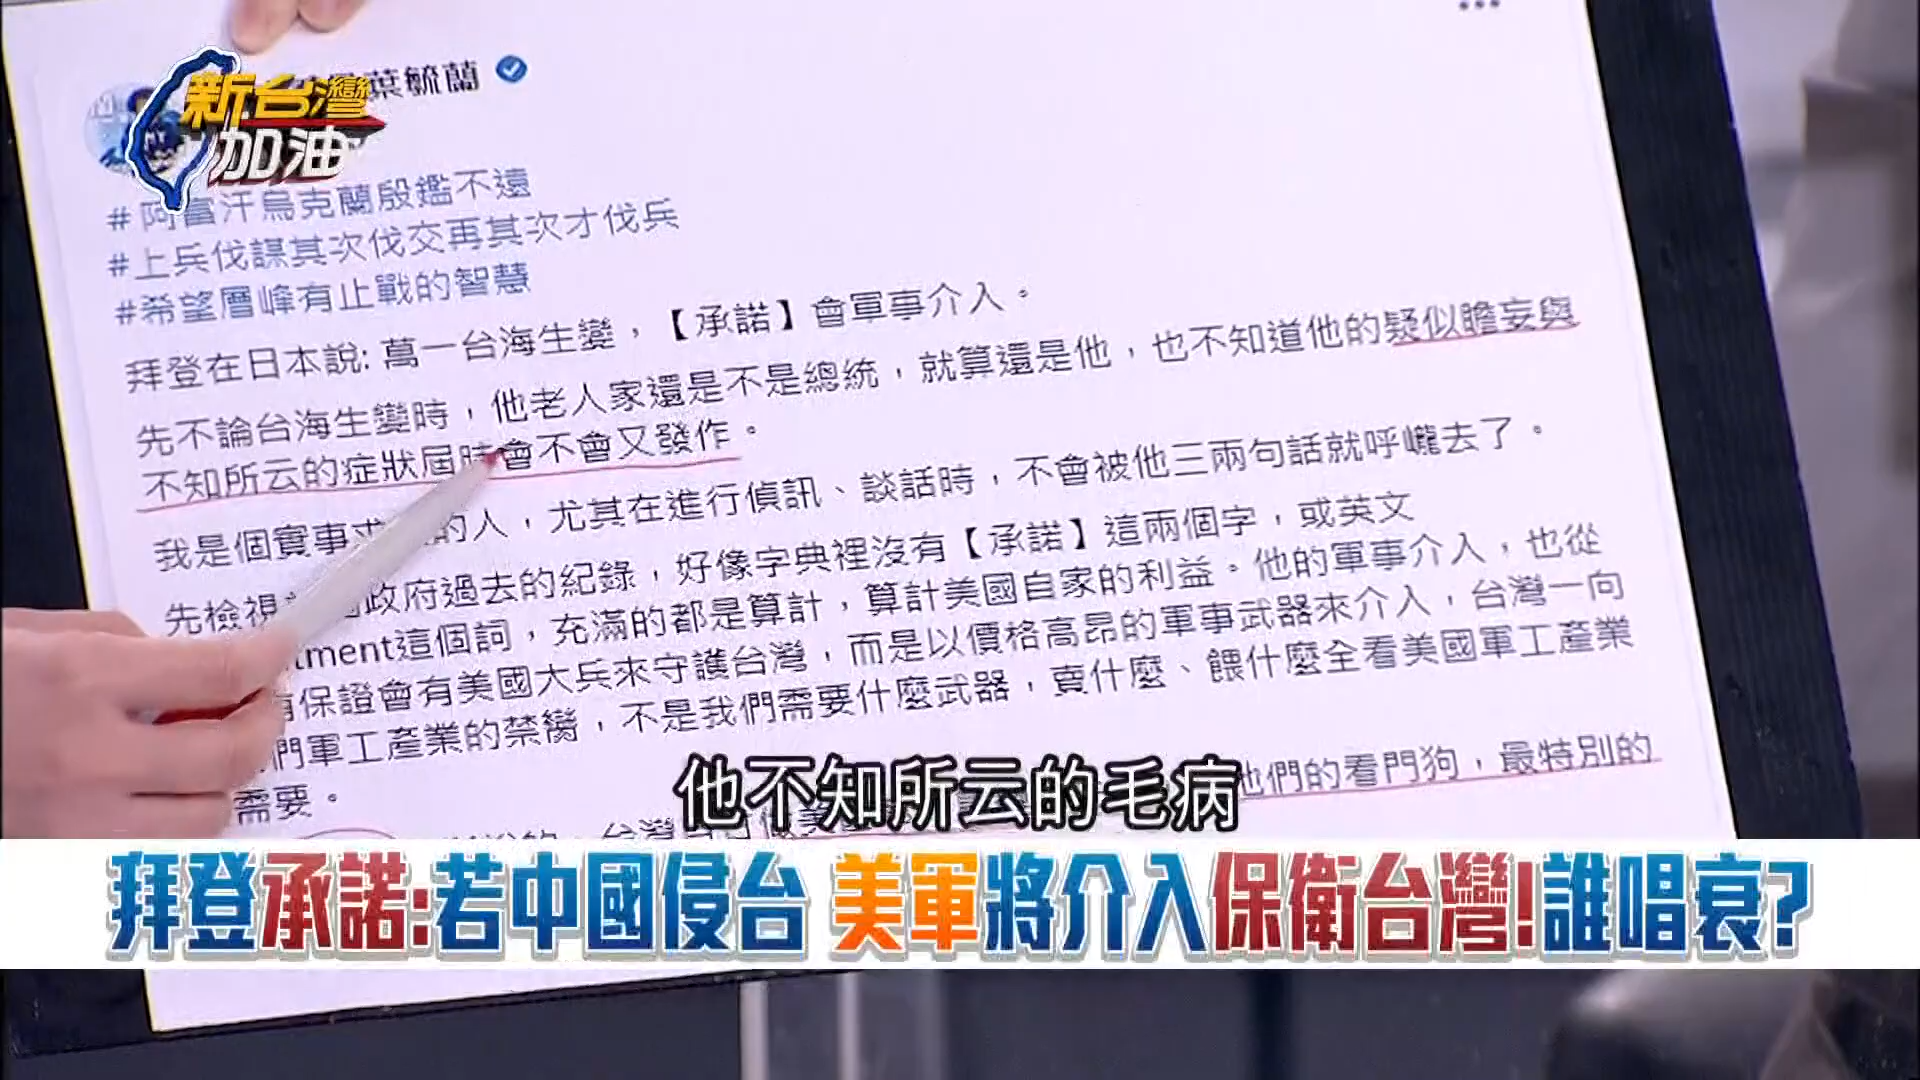 新台灣
加油
葉毓蘭
#阿富汗烏克蘭殷鑑不遠
#上兵伐謀其次伐交再其次才伐兵
#希望層峰有止戰的智慧
拜登在日本說: 萬一台海生變,【承諾】會軍事介入。
先不論台海生變時,他老人家還是不是總統,就算還是他,也不知道他的疑似瞻妄與
不知所云的症狀屆時會不會又發作。
我是個實事求 的人,尤其在進行偵訊、談話時,不會被他三兩句話就呼嚨去了。
先檢視 政府過去的紀錄,好像字典裡沒有【承諾】這兩個字,或英文
tment這個詞,充滿的都是算計,算計美國自家的利益。他的軍事介入,也從
保證會有美國大兵來守護台灣,而是以價格高昂的軍事武器來介入,台灣一向
門軍工產業的禁臠,不是我們需要什麼武器,賣什麼、餵什麼全看美國軍工產業
需要。
他們的看門狗,最特別的
他不知所云的毛病
拜登承諾:若中國侵台 美軍將介入保衛台灣!誰唱衰?